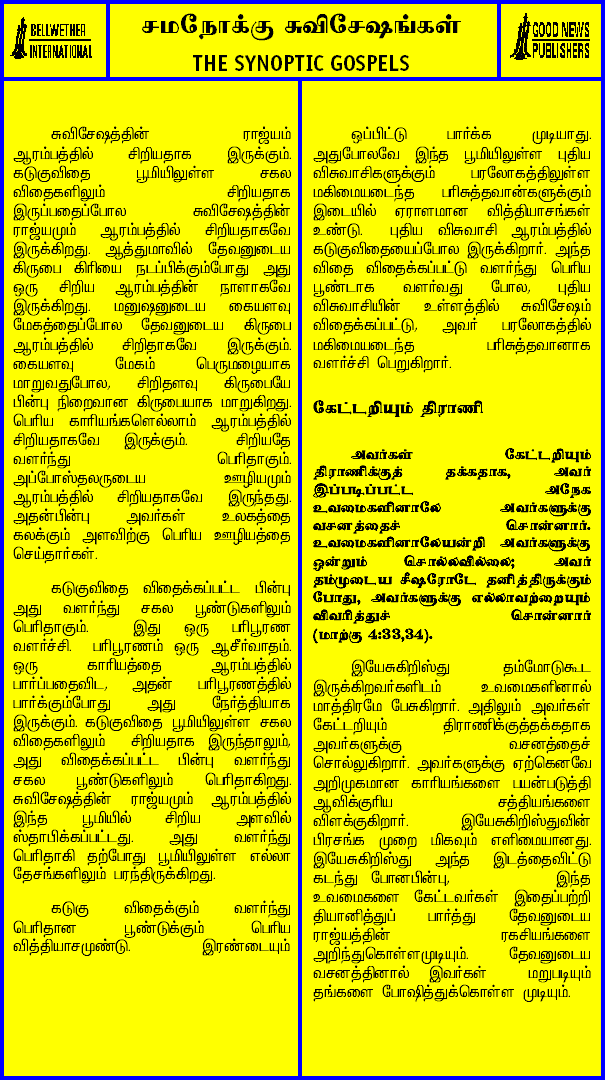 BELLWETHER
INTERNATIONAL
சமநோக்கு சுவிசேஷங்கள்
THE SYNOPTIC GOSPELS
GOOD NEWS
PUBLISHERS
சுவிசேஷத்தின் ராஜ்யம்
ஆரம்பத்தில் சிறியதாக இருக்கும்.
கடுகுவிதை பூமியிலுள்ள சகல
விதைகளிலும் சிறியதாக
இருப்பதைப்போல சுவிசேஷத்தின்
ராஜ்யமும் ஆரம்பத்தில் சிறியதாகவே
இருக்கிறது. ஆத்துமாவில் தேவனுடைய
கிருபை கிரியை நடப்பிக்கும்போது அது
ஒரு சிறிய ஆரம்பத்தின் நாளாகவே
இருக்கிறது. மனுஷனுடைய கையளவு
மேகத்தைப்போல தேவனுடைய கிருபை
ஆரம்பத்தில் சிறிதாகவே இருக்கும்.
கையளவு மேகம் பெருமழையாக
மாறுவதுபோல, சிறிதளவு கிருபையே
பின்பு நிறைவான கிருபையாக மாறுகிறது.
பெரிய காரியங்களெல்லாம் ஆரம்பத்தில்
சிறியதாகவே இருக்கும். சிறியதே
வளர்ந்து பெரிதாகும்.
அப்போஸ்தலருடைய ஊழியமும்
ஆரம்பத்தில் சிறியதாகவே இருந்தது.
அதன்பின்பு அவர்கள் உலகத்தை
கலக்கும் அளவிற்கு பெரிய ஊழியத்தை
செய்தார்கள்.
கடுகுவிதை விதைக்கப்பட்ட பின்பு
அது வளர்ந்து சகல பூண்டுகளிலும்
பெரிதாகும். இது ஒரு பரிபூரண
வளர்ச்சி. பரிபூரணம் ஒரு ஆசீர்வாதம்.
ஒரு காரியத்தை ஆரம்பத்தில்
பார்ப்பதைவிட, அதன் பரிபூரணத்தில்
பார்க்கும்போது அது நேர்த்தியாக
இருக்கும். கடுகுவிதை பூமியிலுள்ள சகல
விதைகளிலும் சிறியதாக இருந்தாலும்,
அது விதைக்கப்பட்ட பின்பு வளர்ந்து
சகல பூண்டுகளிலும் பெரிதாகிறது.
சுவிசேஷத்தின் ராஜ்யமும் ஆரம்பத்தில்
இந்த பூமியில் சிறிய அளவில்
ஸ்தாபிக்கப்பட்டது. அது வளர்ந்து
பெரிதாகி தற்போது பூமியிலுள்ள எல்லா
தேசங்களிலும் பரந்திருக்கிறது.
கடுகு விதைக்கும் வளர்ந்து
பெரிதான பூண்டுக்கும் பெரிய
வித்தியாசமுண்டு. இரண்டையும்
ஒப்பிட்டு பார்க்க முடியாது.
அதுபோலவே இந்த பூமியிலுள்ள புதிய
விசுவாசிகளுக்கும் பரலோகத்திலுள்ள
மகிமையடைந்த பரிசுத்தவான்களுக்கும்
இடையில் ஏராளமான வித்தியாசங்கள்
உண்டு. புதிய விசுவாசி ஆரம்பத்தில்
கடுகுவிதையைப்போல இருக்கிறார். அந்த
விதை விதைக்கப்பட்டு வளர்ந்து பெரிய
பூண்டாக வளர்வது போல, புதிய
விசுவாசியின் உள்ளத்தில் சுவிசேஷம்
விதைக்கப்பட்டு, அவர் பரலோகத்தில்
மகிமையடைந்த பரிசுத்தவானாக
வளர்ச்சி பெறுகிறார்.
கேட்டறியும் திராணி
அவர்கள் கேட்டறியும்
திராணிக்குத் தக்கதாக, அவர்
இப்படிப்பட்ட அநேக
உவமைகளினாலே அவர்களுக்கு
வசனத்தைச் சொன்னார்.
உவமைகளினாலேயன்றி அவர்களுக்கு
ஒன்றும் சொல்லவில்லை; அவர்
தம்முடைய சீஷரோடே தனித்திருக்கும்
போது, அவர்களுக்கு எல்லாவற்றையும்
விவரித்துச் சொன்னார்
(மாற்கு 4:33,34).
இயேசுகிறிஸ்து தம்மோடுகூட
இருக்கிறவர்களிடம் உவமைகளினால்
மாத்திரமே பேசுகிறார். அதிலும் அவர்கள்
கேட்டறியும் திராணிக்குத்தக்கதாக
அவர்களுக்கு வசனத்தைச்
சொல்லுகிறார். அவர்களுக்கு ஏற்கெனவே
அறிமுகமான காரியங்களை பயன்படுத்தி
ஆவிக்குரிய சத்தியங்களை
விளக்குகிறார். இயேசுகிறிஸ்துவின்
பிரசங்க முறை மிகவும் எளிமையானது.
இயேசுகிறிஸ்து அந்த இடத்தைவிட்டு
கடந்து போனபின்பு, இந்த
உவமைகளை கேட்டவர்கள் இதைப்பற்றி
தியானித்துப் பார்த்து தேவனுடைய
ராஜ்யத்தின் ரகசியங்களை
அறிந்துகொள்ளமுடியும். தேவனுடைய
வசனத்தினால் இவர்கள் மறுபடியும்
தங்களை போஷித்துக்கொள்ள முடியும்.